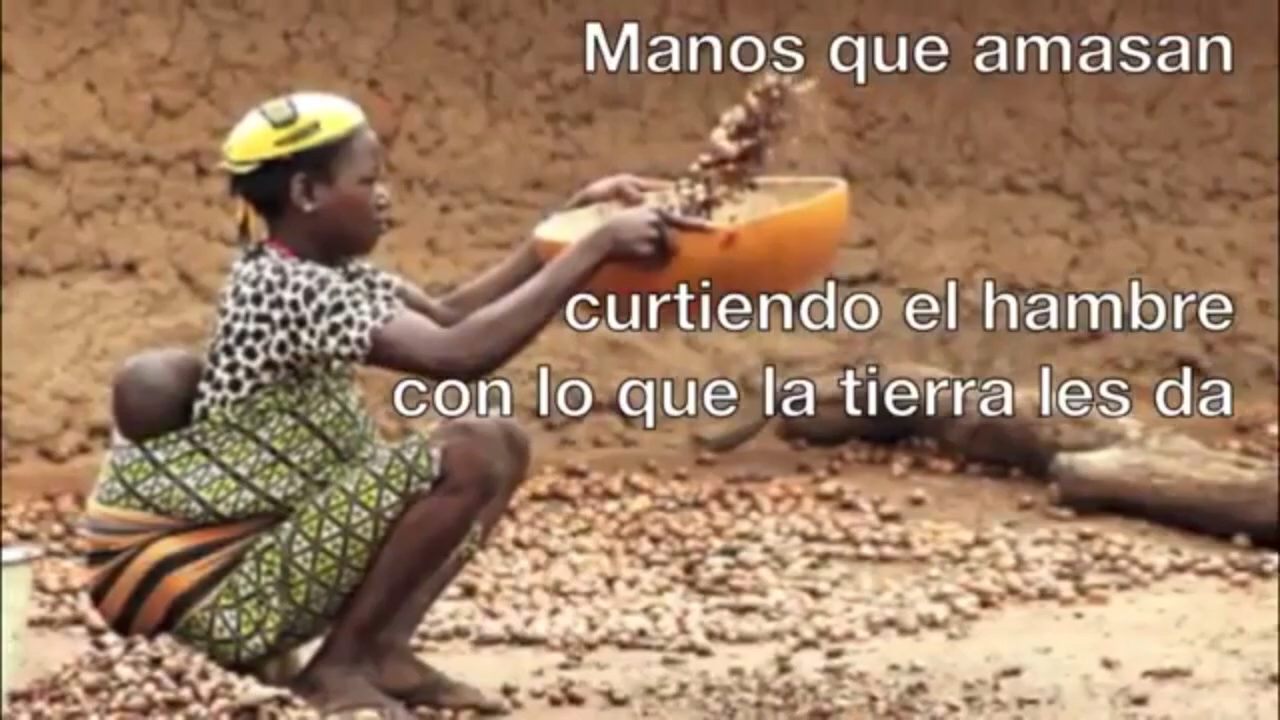 Manos que amasan
curtiendo el hambre
con lo que la tierra les da